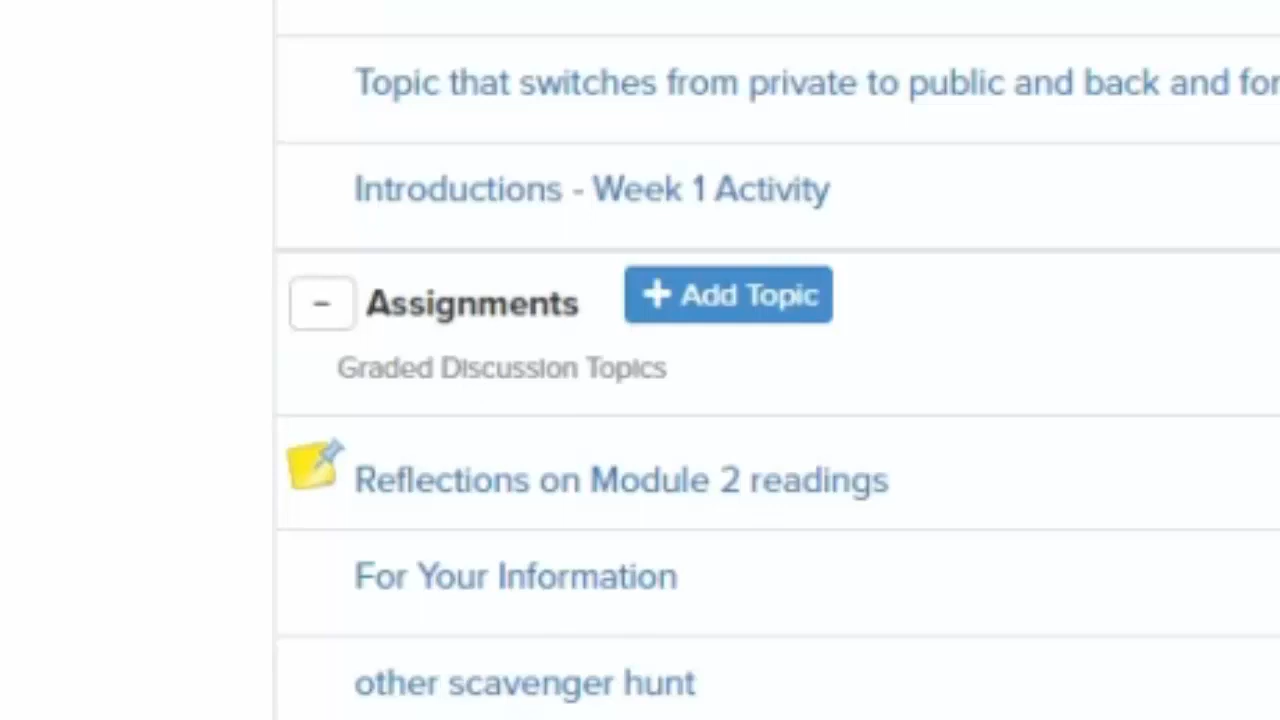 Topic that switches from private to public and back and for
Introductions - Week 1 Activity
− Assignments + Add Topic
Graded Discussion Topics
Reflections on Module 2 readings
For Your Information
other scavenger hunt